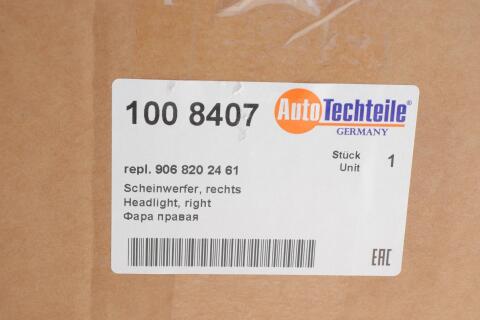 100 8407
AutoTechteile®
GERMANY
repl. 906 820 24 61
Stück
Unit
1
Scheinwerfer, rechts
Headlight, right
Фара правая
EAC